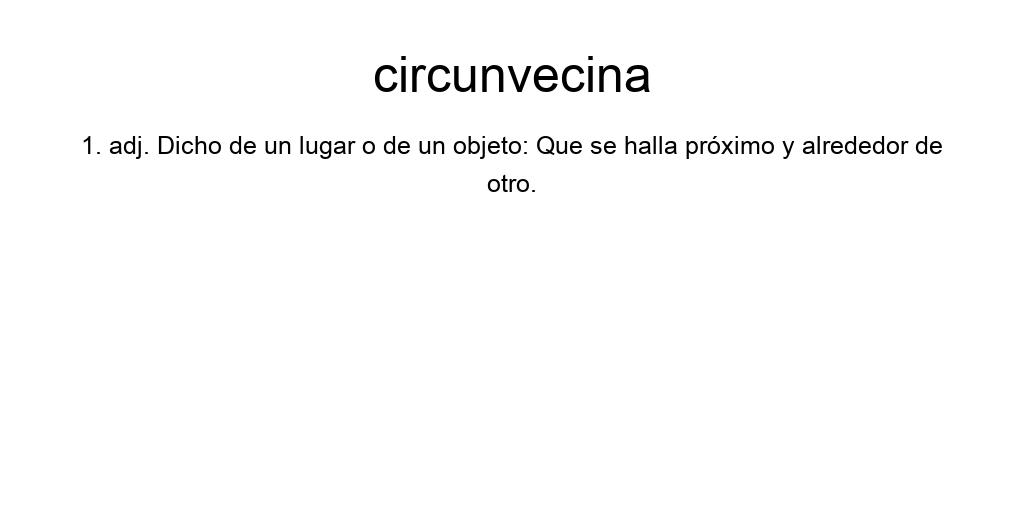 circunvecina
1. adj. Dicho de un lugar o de un objeto: Que se halla próximo y alrededor de
otro.